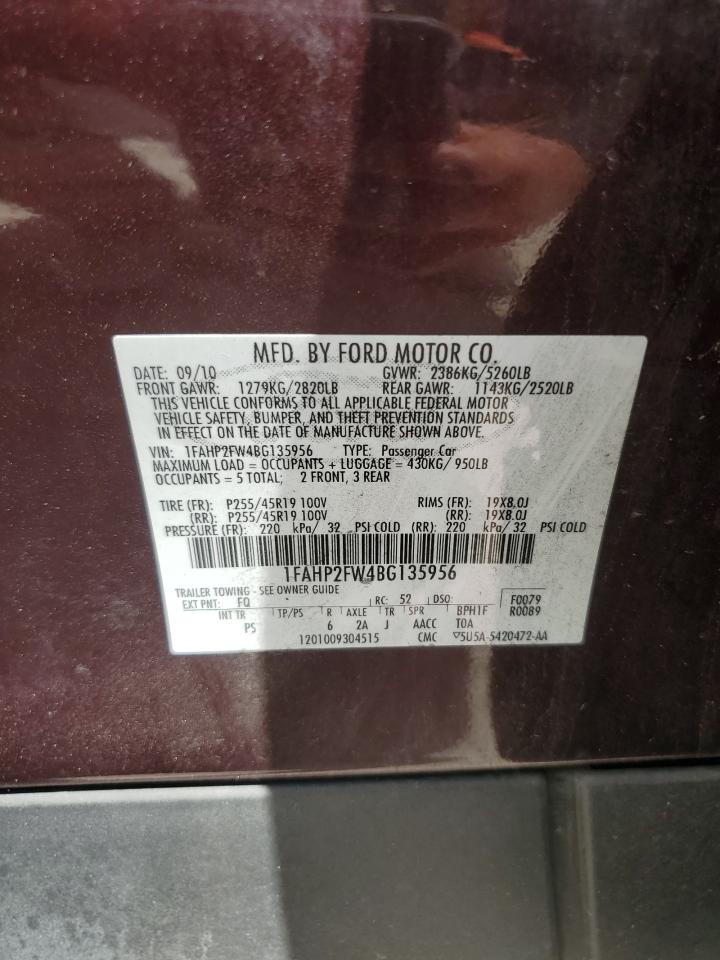 MFD. BY FORD MOTOR CO.
DATE: 09/10 GVWR: 2386KG/5260LB
FRONT GAWR: 1279KG/2820LB REAR GAWR: 1143KG/2520LB
THIS VEHICLE CONFORMS TO ALL APPLICABLE FEDERAL MOTOR
VEHICLE SAFETY, BUMPER, AND THEFT PREVENTION STANDARDS
IN EFFECT ON THE DATE OF MANUFACTURE SHOWN ABOVE.
VIN: 1FAHP2FW4BG135956 TYPE: Passenger Car
MAXIMUM LOAD = OCCUPANTS + LUGGAGE = 430KG/ 950LB
OCCUPANTS = 5 TOTAL; 2 FRONT, 3 REAR
TIRE (FR): P255/45R19 100V RIMS (FR): 19X8.0J
(RR): P255/45R19 100V (RR): 19X8.0J
PRESSURE (FR): 220 kPa/ 32 PSI COLD (RR): 220 kPa/ 32 PSI COLD
1FAHP2FW4BG135956
TRAILER TOWING - SEE OWNER GUIDE
EXT PNT: FQ RC: 52 DSO: F0079
INT TR TP/PS R AXLE TR SPR BPH1F R0089
PS 6 2A J AACC TOA
1201009304515 CMC ▽5U5A-5420472-AA